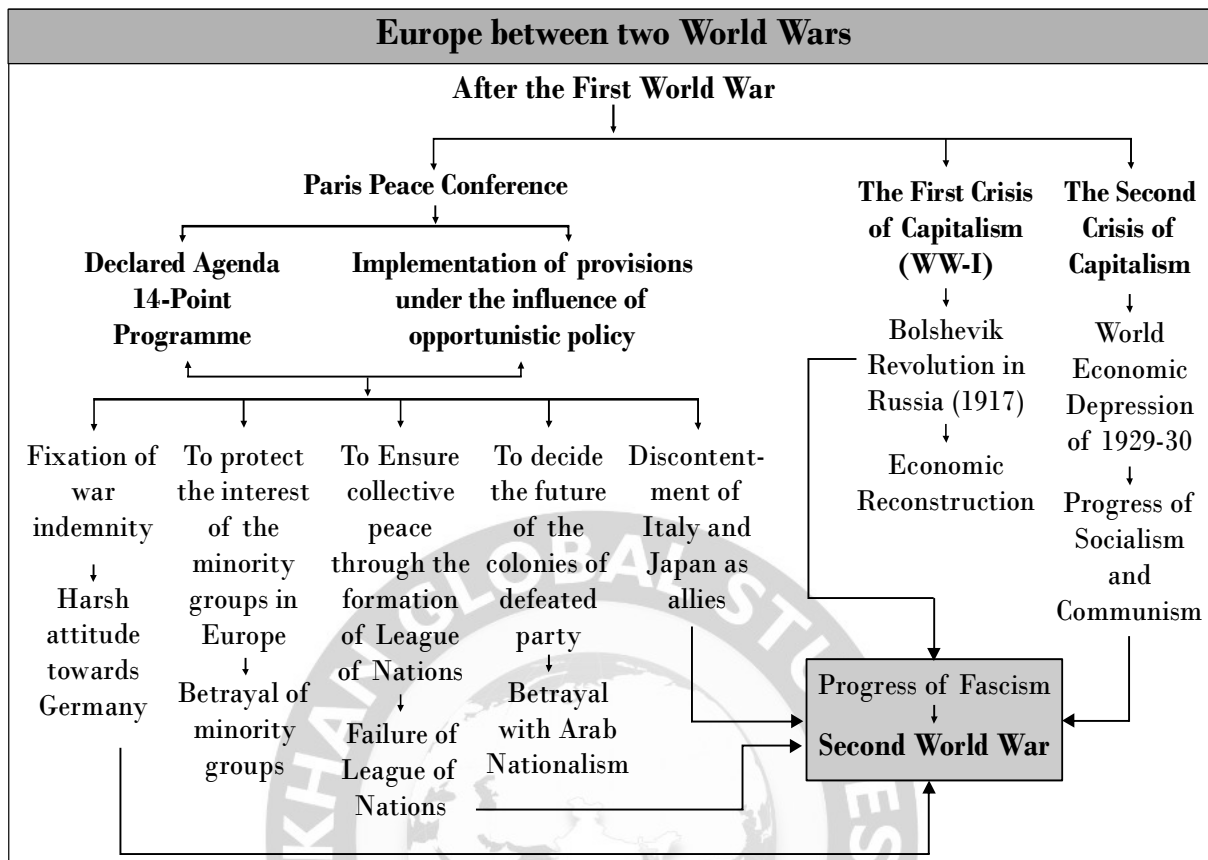 Europe between two World Wars
After the First World War
Paris Peace Conference
Declared Agenda
14-Point
Programme
Implementation of provisions
under the influence of
opportunistic policy
Fixation of
war
indemnity
Harsh
attitude
towards
Germany
To protect
the interest
of the
minority
groups in
Europe
Betrayal of
minority
groups
To Ensure
collective
peace
through the
formation
of League
of Nations
Failure of
League of
Nations
To decide
the future
of the
colonies of
defeated
party
Betrayal
with Arab
Nationalism
Discontent-
ment of
Italy and
Japan as
allies
The First Crisis
of Capitalism
(WW-I)
Bolshevik
Revolution in
Russia (1917)
Economic
Reconstruction
The Second
Crisis of
Capitalism
World
Economic
Depression
of 1929-30
Progress of
Socialism
and
Communism
Progress of Fascism
Second World War
KHAN GLOBAL STUDIES